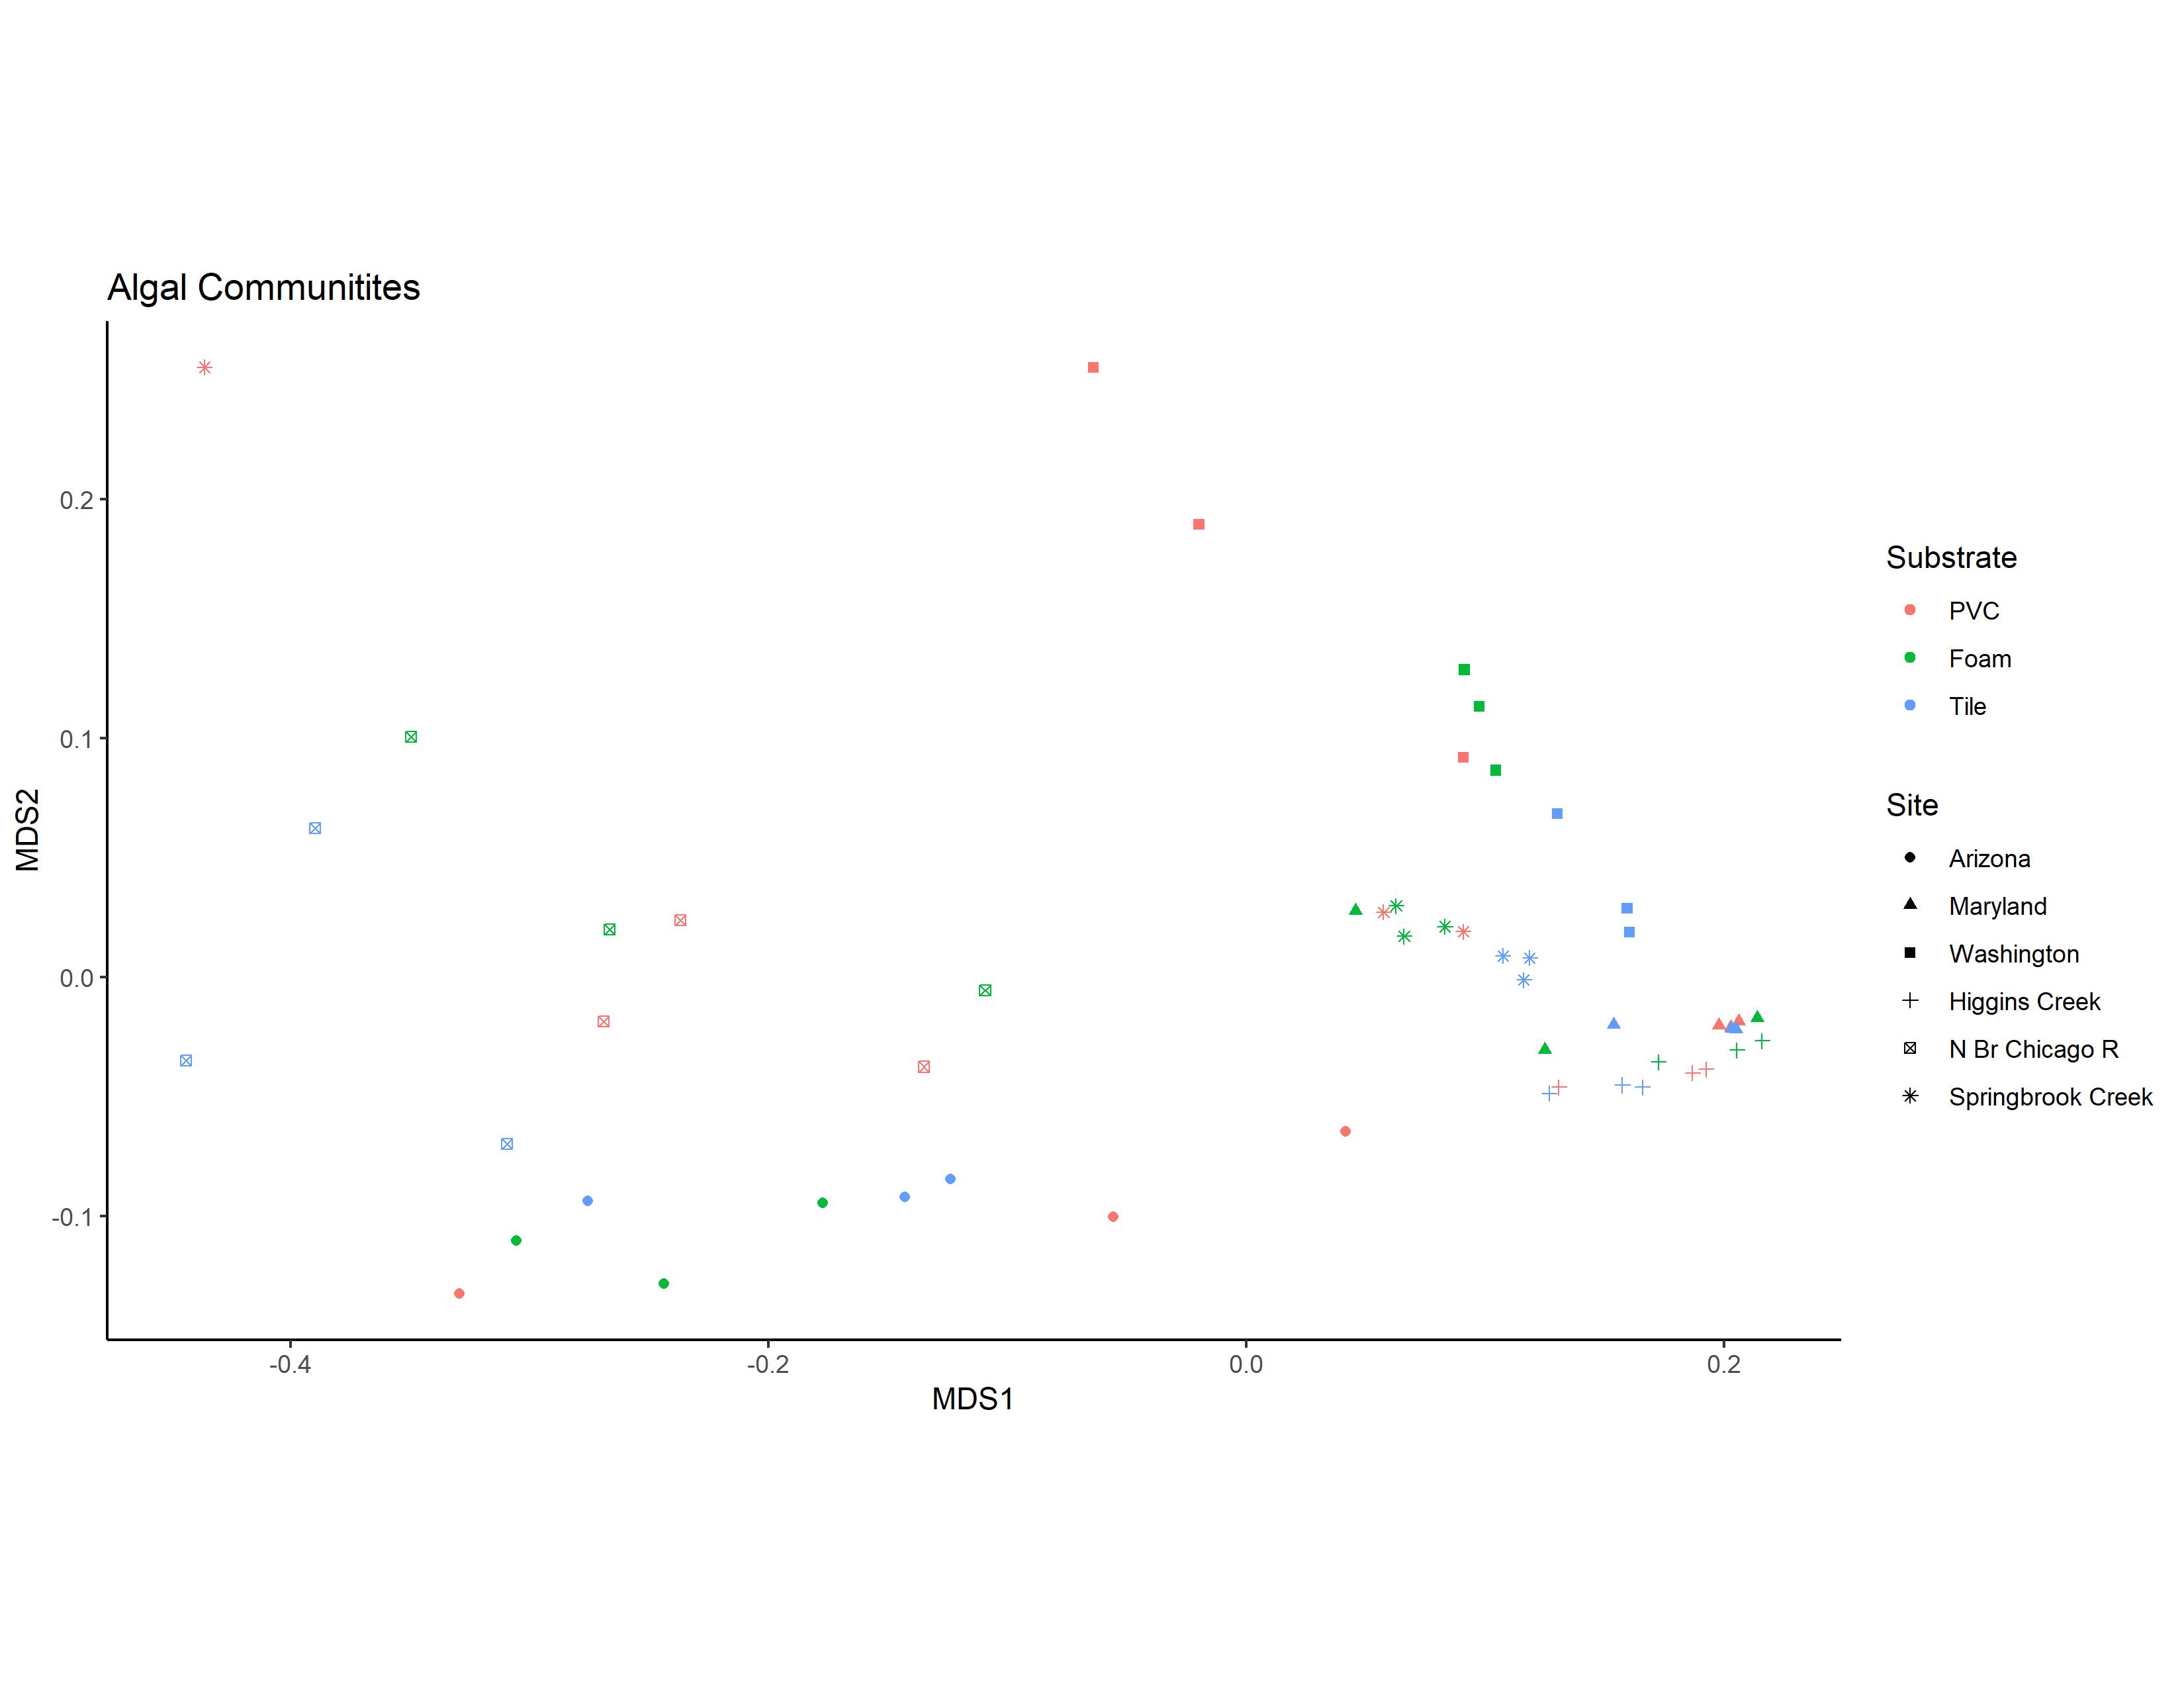 Algal Communitites
MDS2
0.2
0.1
0.0
-0.1
-0.4
-0.2
0.0
0.2
MDS1
Substrate
PVC
Foam
Tile
Site
Arizona
Maryland
Washington
Higgins Creek
N Br Chicago R
Springbrook Creek